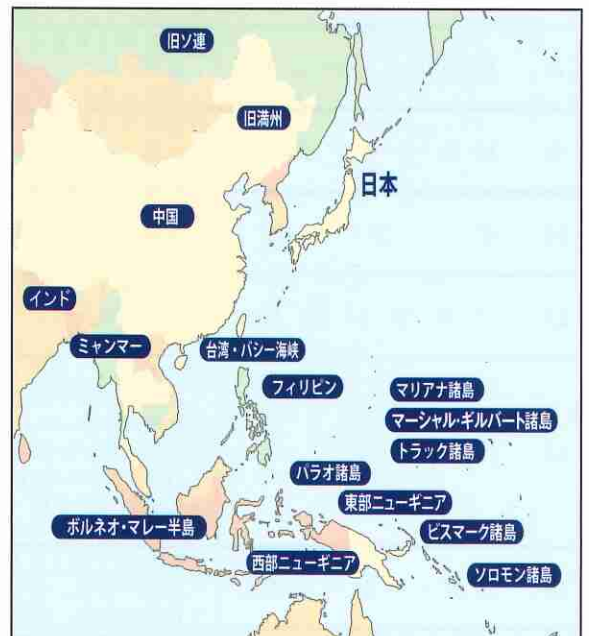 旧ソ連
旧満州
日本
中国
インド
ミャンマー
台湾・バシー海峡
フィリピン
マリアナ諸島
マーシャル・ギルバート諸島
トラック諸島
パラオ諸島
東部ニューギニア
ボルネオ・マレー半島
ビスマーク諸島
西部ニューギニア
ソロモン諸島